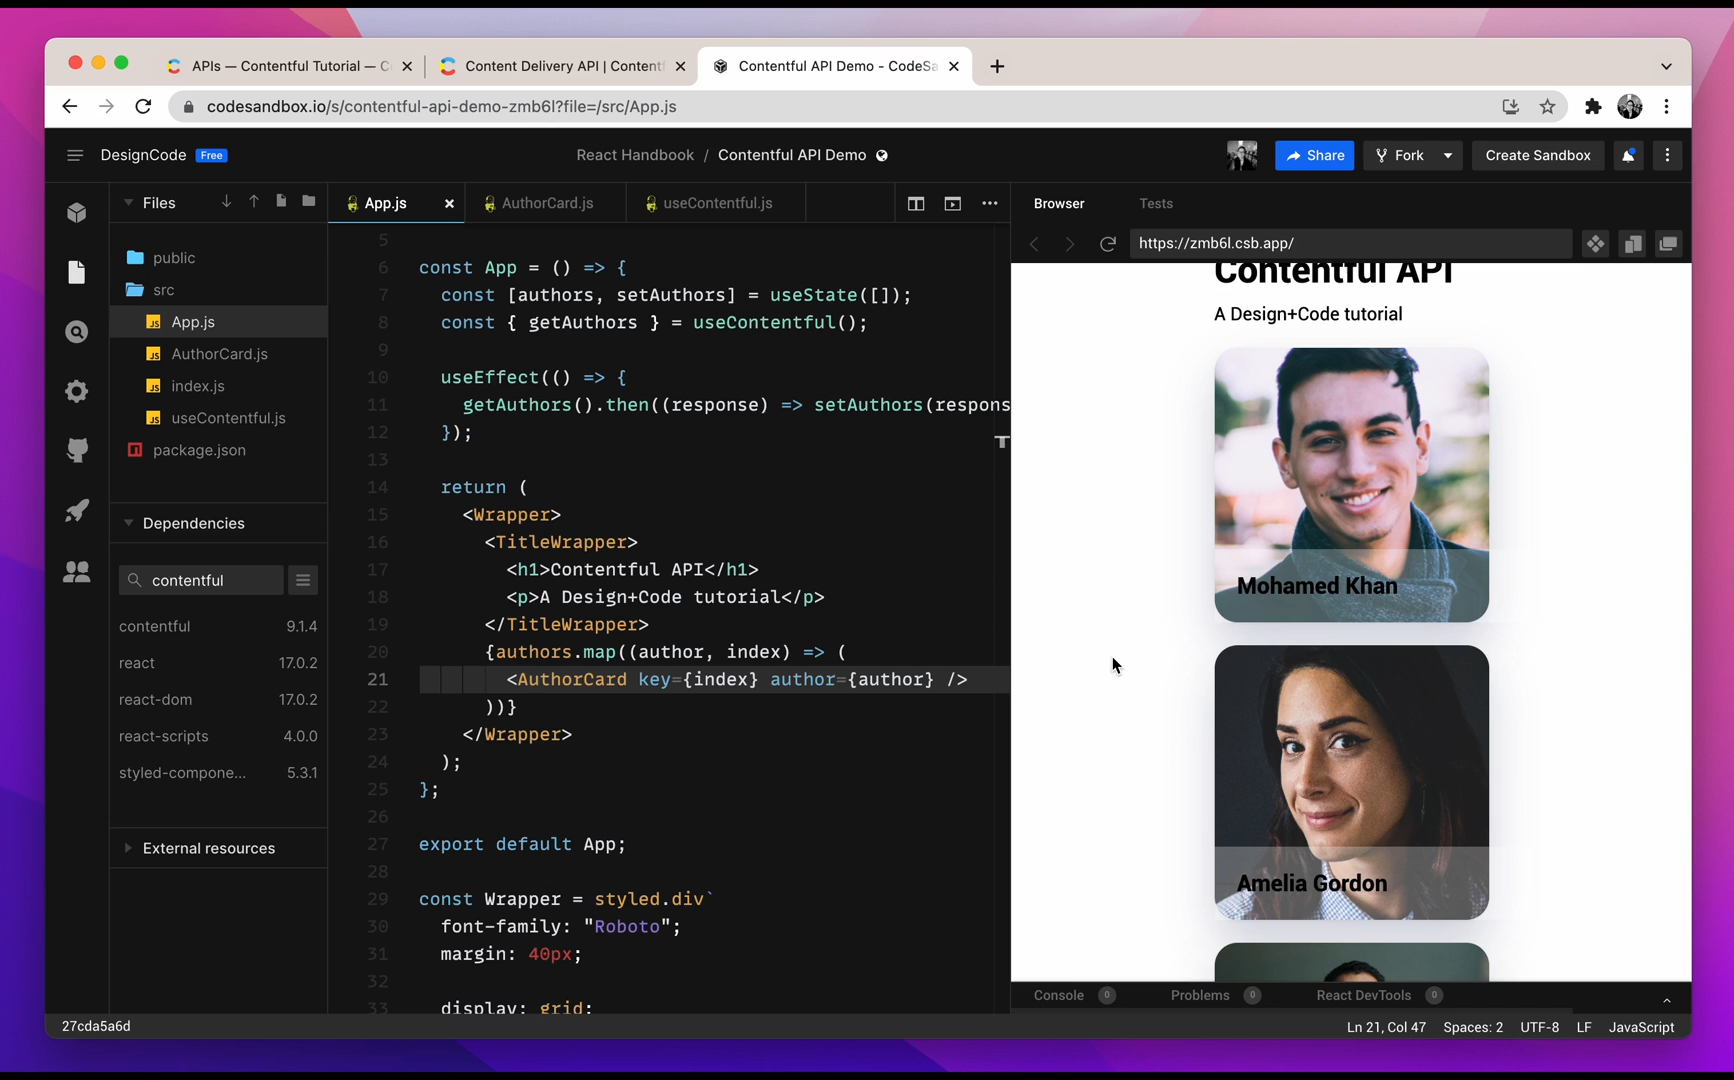 APIs — Contentful Tutorial — C
Content Delivery API | Contentf
Contentful API Demo - CodeSa
codesandbox.io/s/contentful-api-demo-zmb6l?file=/src/App.js
DesignCode Free
React Handbook / Contentful API Demo
Share
Fork
Create Sandbox
Files
App.js
AuthorCard.js
useContentful.js
Browser
Tests
https://zmb6l.csb.app/
public
src
App.js
AuthorCard.js
index.js
useContentful.js
package.json
Dependencies
contentful
contentful 9.1.4
react 17.0.2
react-dom 17.0.2
react-scripts 4.0.0
styled-compone... 5.3.1
External resources
5
6 const App = () => {
7 const [authors, setAuthors] = useState([]);
8 const { getAuthors } = useContentful();
9
10 useEffect(() => {
11 getAuthors().then((response) => setAuthors(respons
12 });
13
14 return (
15 <Wrapper>
16 <TitleWrapper>
17 <h1>Contentful API</h1>
18 <p>A Design+Code tutorial</p>
19 </TitleWrapper>
20 {authors.map((author, index) => (
21 <AuthorCard key={index} author={author} />
22 ))}
23 </Wrapper>
24 );
25 };
26
27 export default App;
28
29 const Wrapper = styled.div`
30 font-family: "Roboto";
31 margin: 40px;
32
33 display: grid;
Contentful API
A Design+Code tutorial
Mohamed Khan
Amelia Gordon
Console 0
Problems 0
React DevTools 0
27cda5a6d
Ln 21, Col 47
Spaces: 2
UTF-8
LF
JavaScript